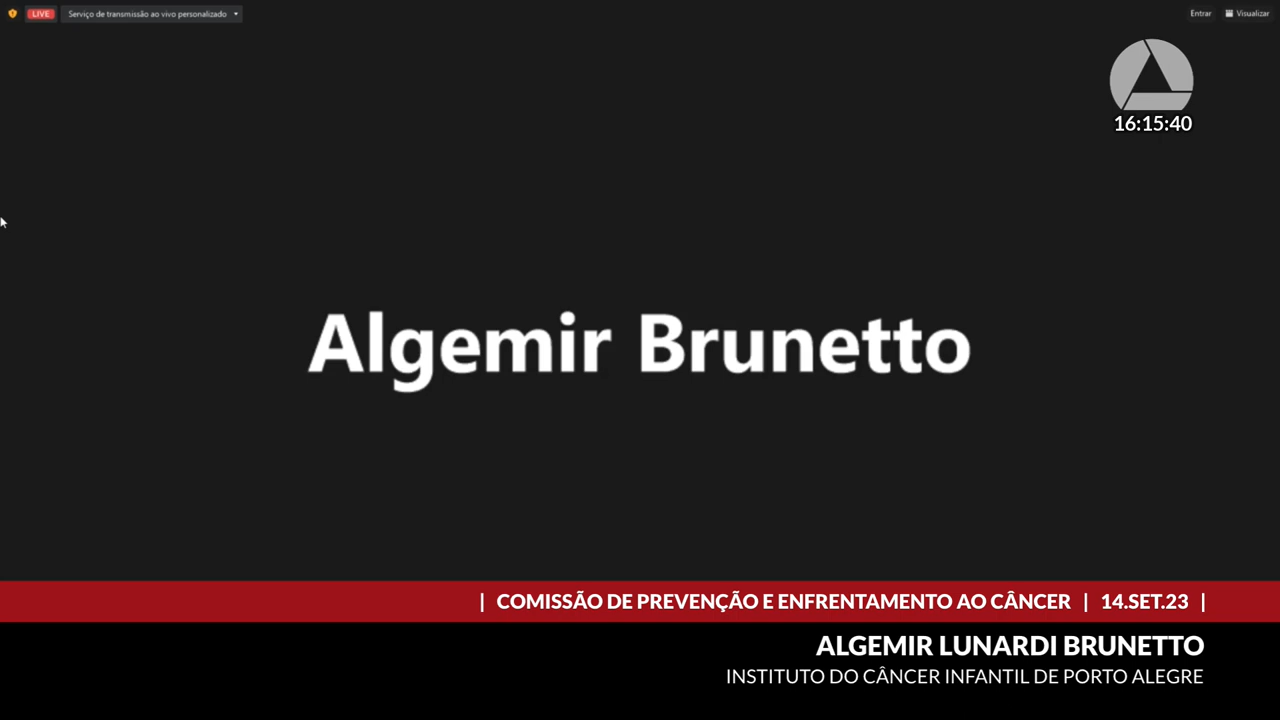 LIVE
Serviço de transmissão ao vivo personalizado
Entrar
Visualizar
16:15:40
Algemir Brunetto
| COMISSÃO DE PREVENÇÃO E ENFRENTAMENTO AO CÂNCER | 14.SET.23 |
ALGEMIR LUNARDI BRUNETTO
INSTITUTO DO CÂNCER INFANTIL DE PORTO ALEGRE